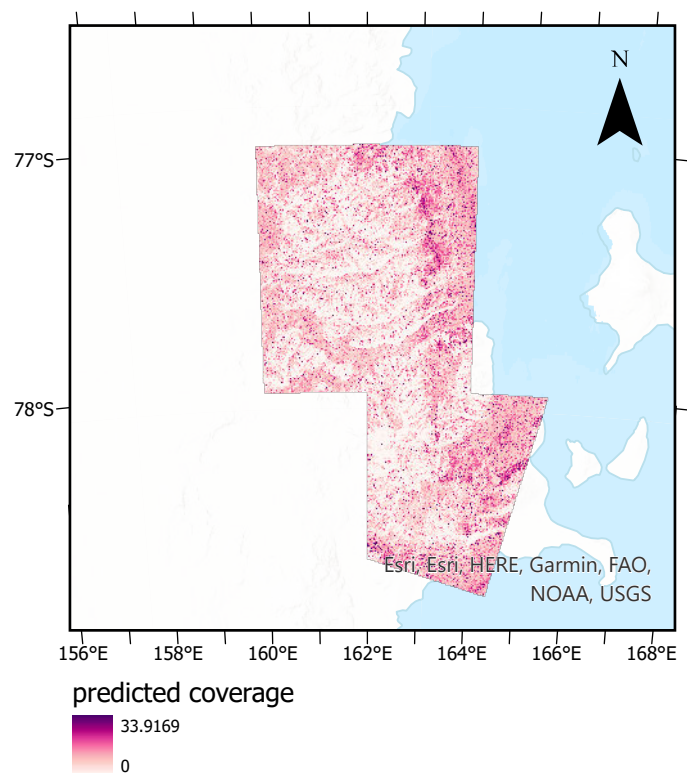 N
77°S
78°S
Esri, Esri, HERE, Garmin, FAO,
NOAA, USGS
156°E 158°E 160°E 162°E 164°E 166°E 168°E
predicted coverage
33.9169
0